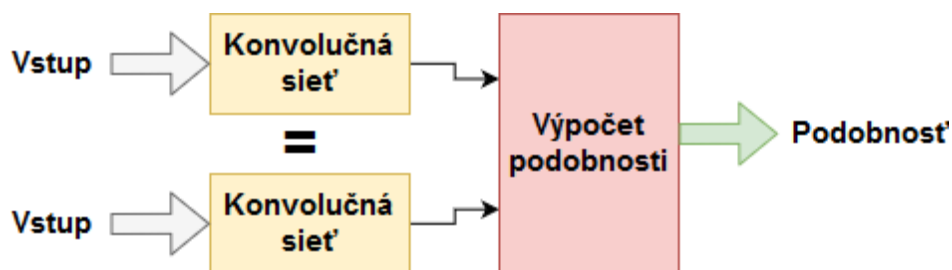 Vstup
Konvolučná
sieť
=
Vstup
Konvolučná
sieť
Výpočet
podobnosti
Podobnosť